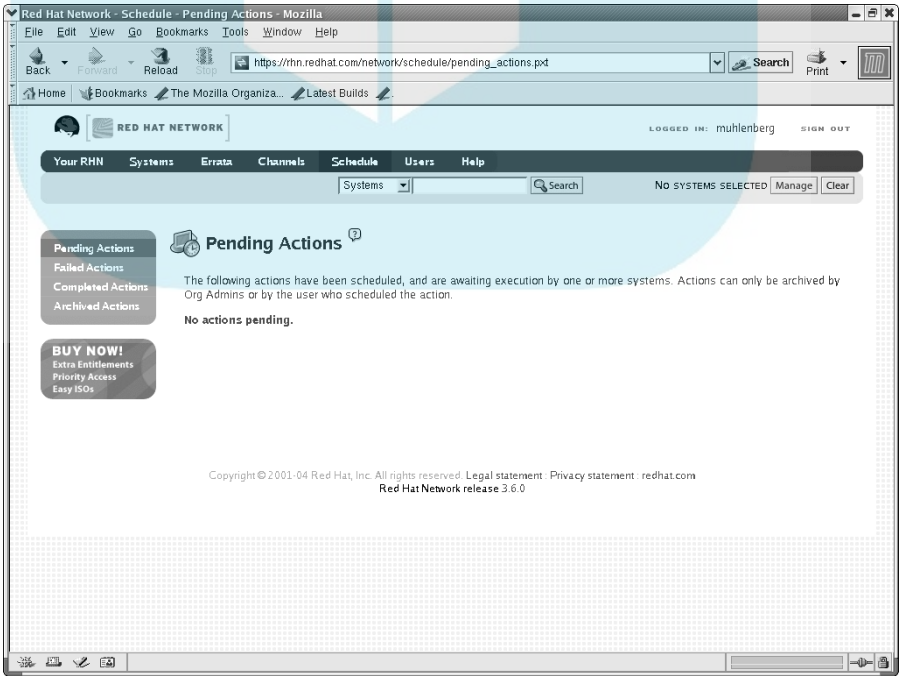 Red Hat Network - Schedule - Pending Actions - Mozilla
File Edit View Go Bookmarks Tools Window Help
Back Forward Reload Stop https://rhn.redhat.com/network/schedule/pending_actions.pxt Search Print
Home Bookmarks The Mozilla Organiza... Latest Builds .
RED HAT NETWORK LOGGED IN: muhlenberg SIGN OUT
Your RHN Systems Errata Channels Schedule Users Help
Systems Search NO SYSTEMS SELECTED Manage Clear
Pending Actions
Failed Actions
Completed Actions
Archived Actions
BUY NOW!
Extra Entitlements
Priority Access
Easy ISOs
Pending Actions ?
The following actions have been scheduled, and are awaiting execution by one or more systems. Actions can only be archived by
Org Admins or by the user who scheduled the action.
No actions pending.
Copyright © 2001-04 Red Hat, Inc. All rights reserved. Legal statement : Privacy statement : redhat.com
Red Hat Network release 3.6.0